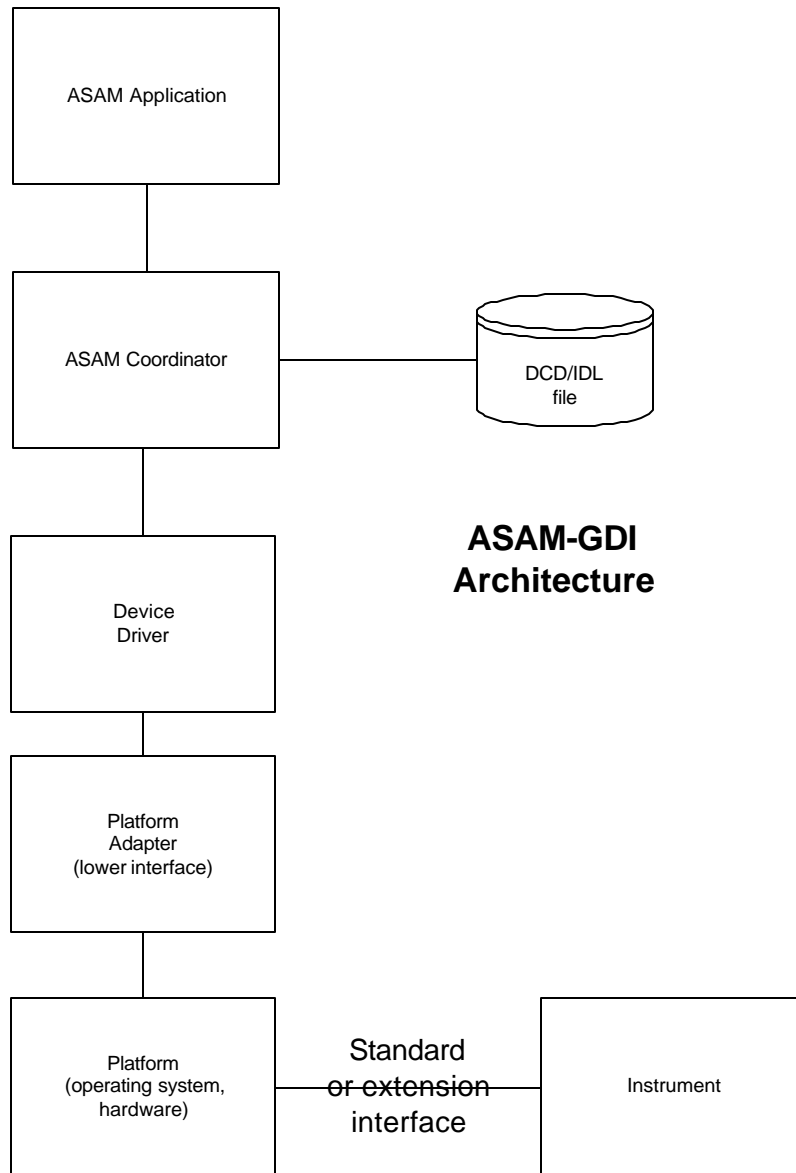 ASAM Application
ASAM Coordinator
DCD/IDL
file
ASAM-GDI
Architecture
Device
Driver
Platform
Adapter
(lower interface)
Platform
(operating system,
hardware)
Standard
or extension
interface
Instrument